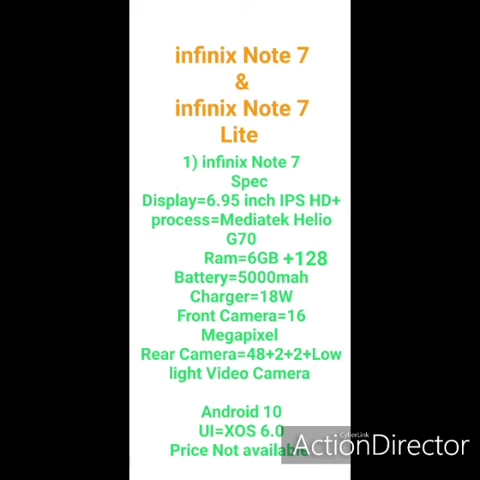 infinix Note 7
&
infinix Note 7
Lite
1) infinix Note 7
Spec
Display=6.95 inch IPS HD+
process=Mediatek Helio
G70
Ram=6GB +128
Battery=5000mah
Charger=18W
Front Camera=16
Megapixel
Rear Camera=48+2+2+Low
light Video Camera
Android 10
UI=XOS 6.0
Price Not available
CyberLink
ActionDirector